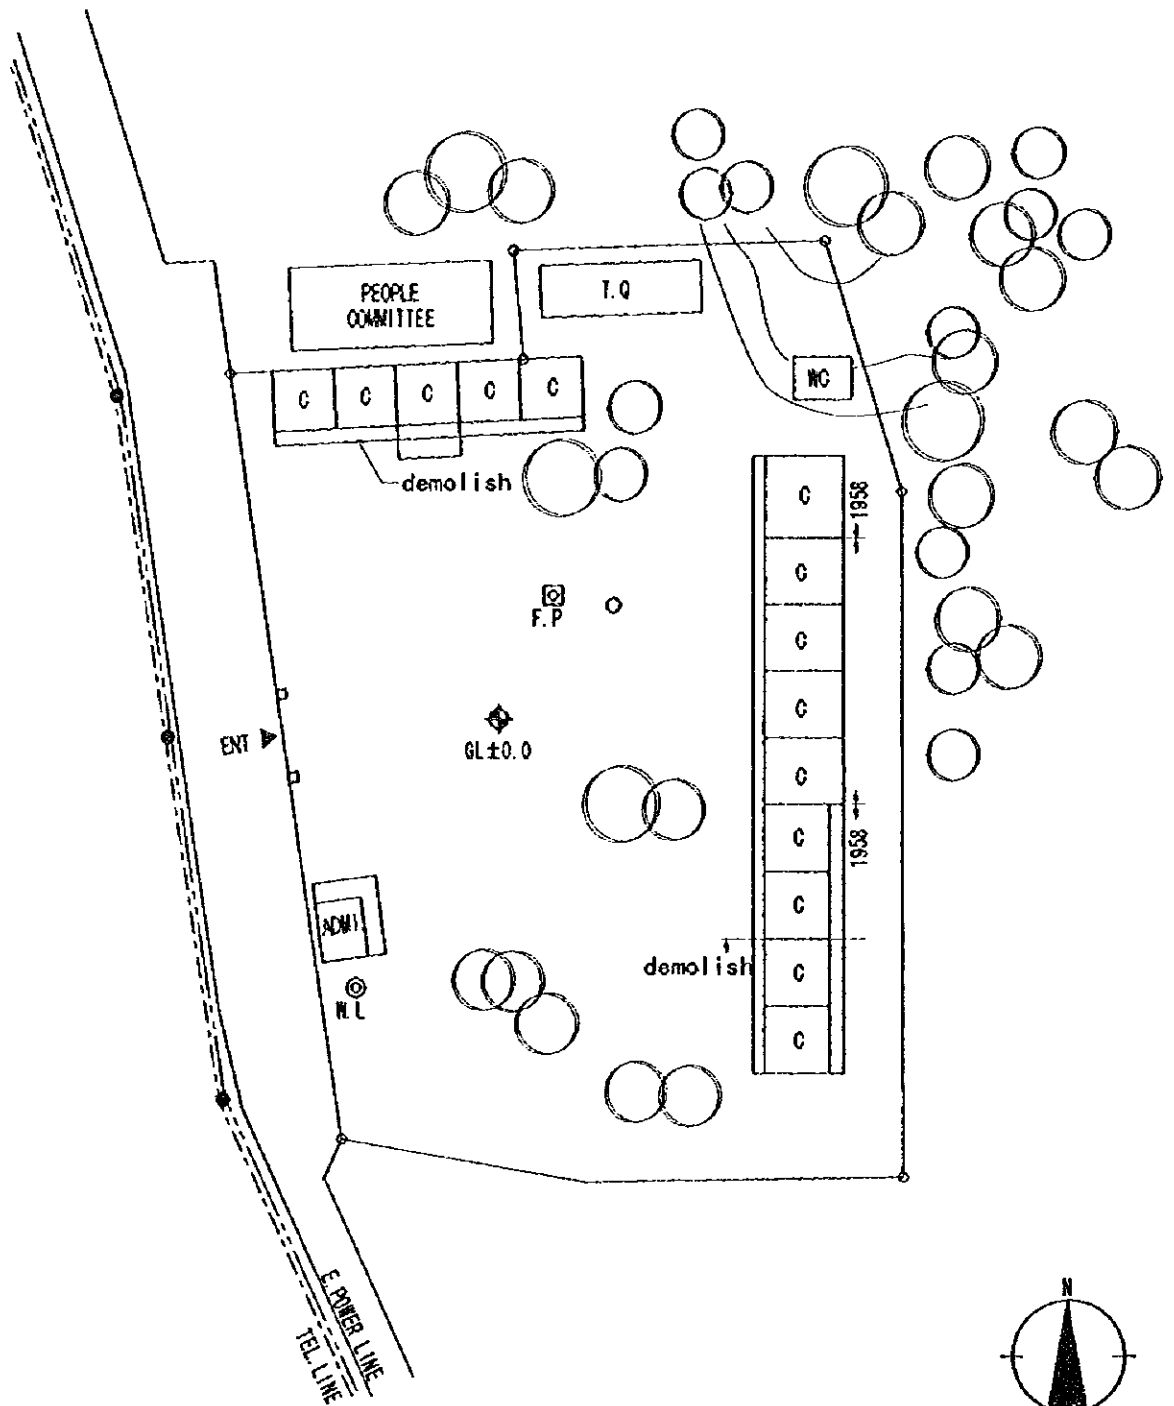 PEOPLE
COMMITTEE
T.Q
WC
C C C C C
demolish
C
1958
C
F.P
C
C
ENT
GL±0.0
C
C
1958
C
ADMI.
demolish
C
W.L
C
E.POWER LINE
TEL.LINE
N